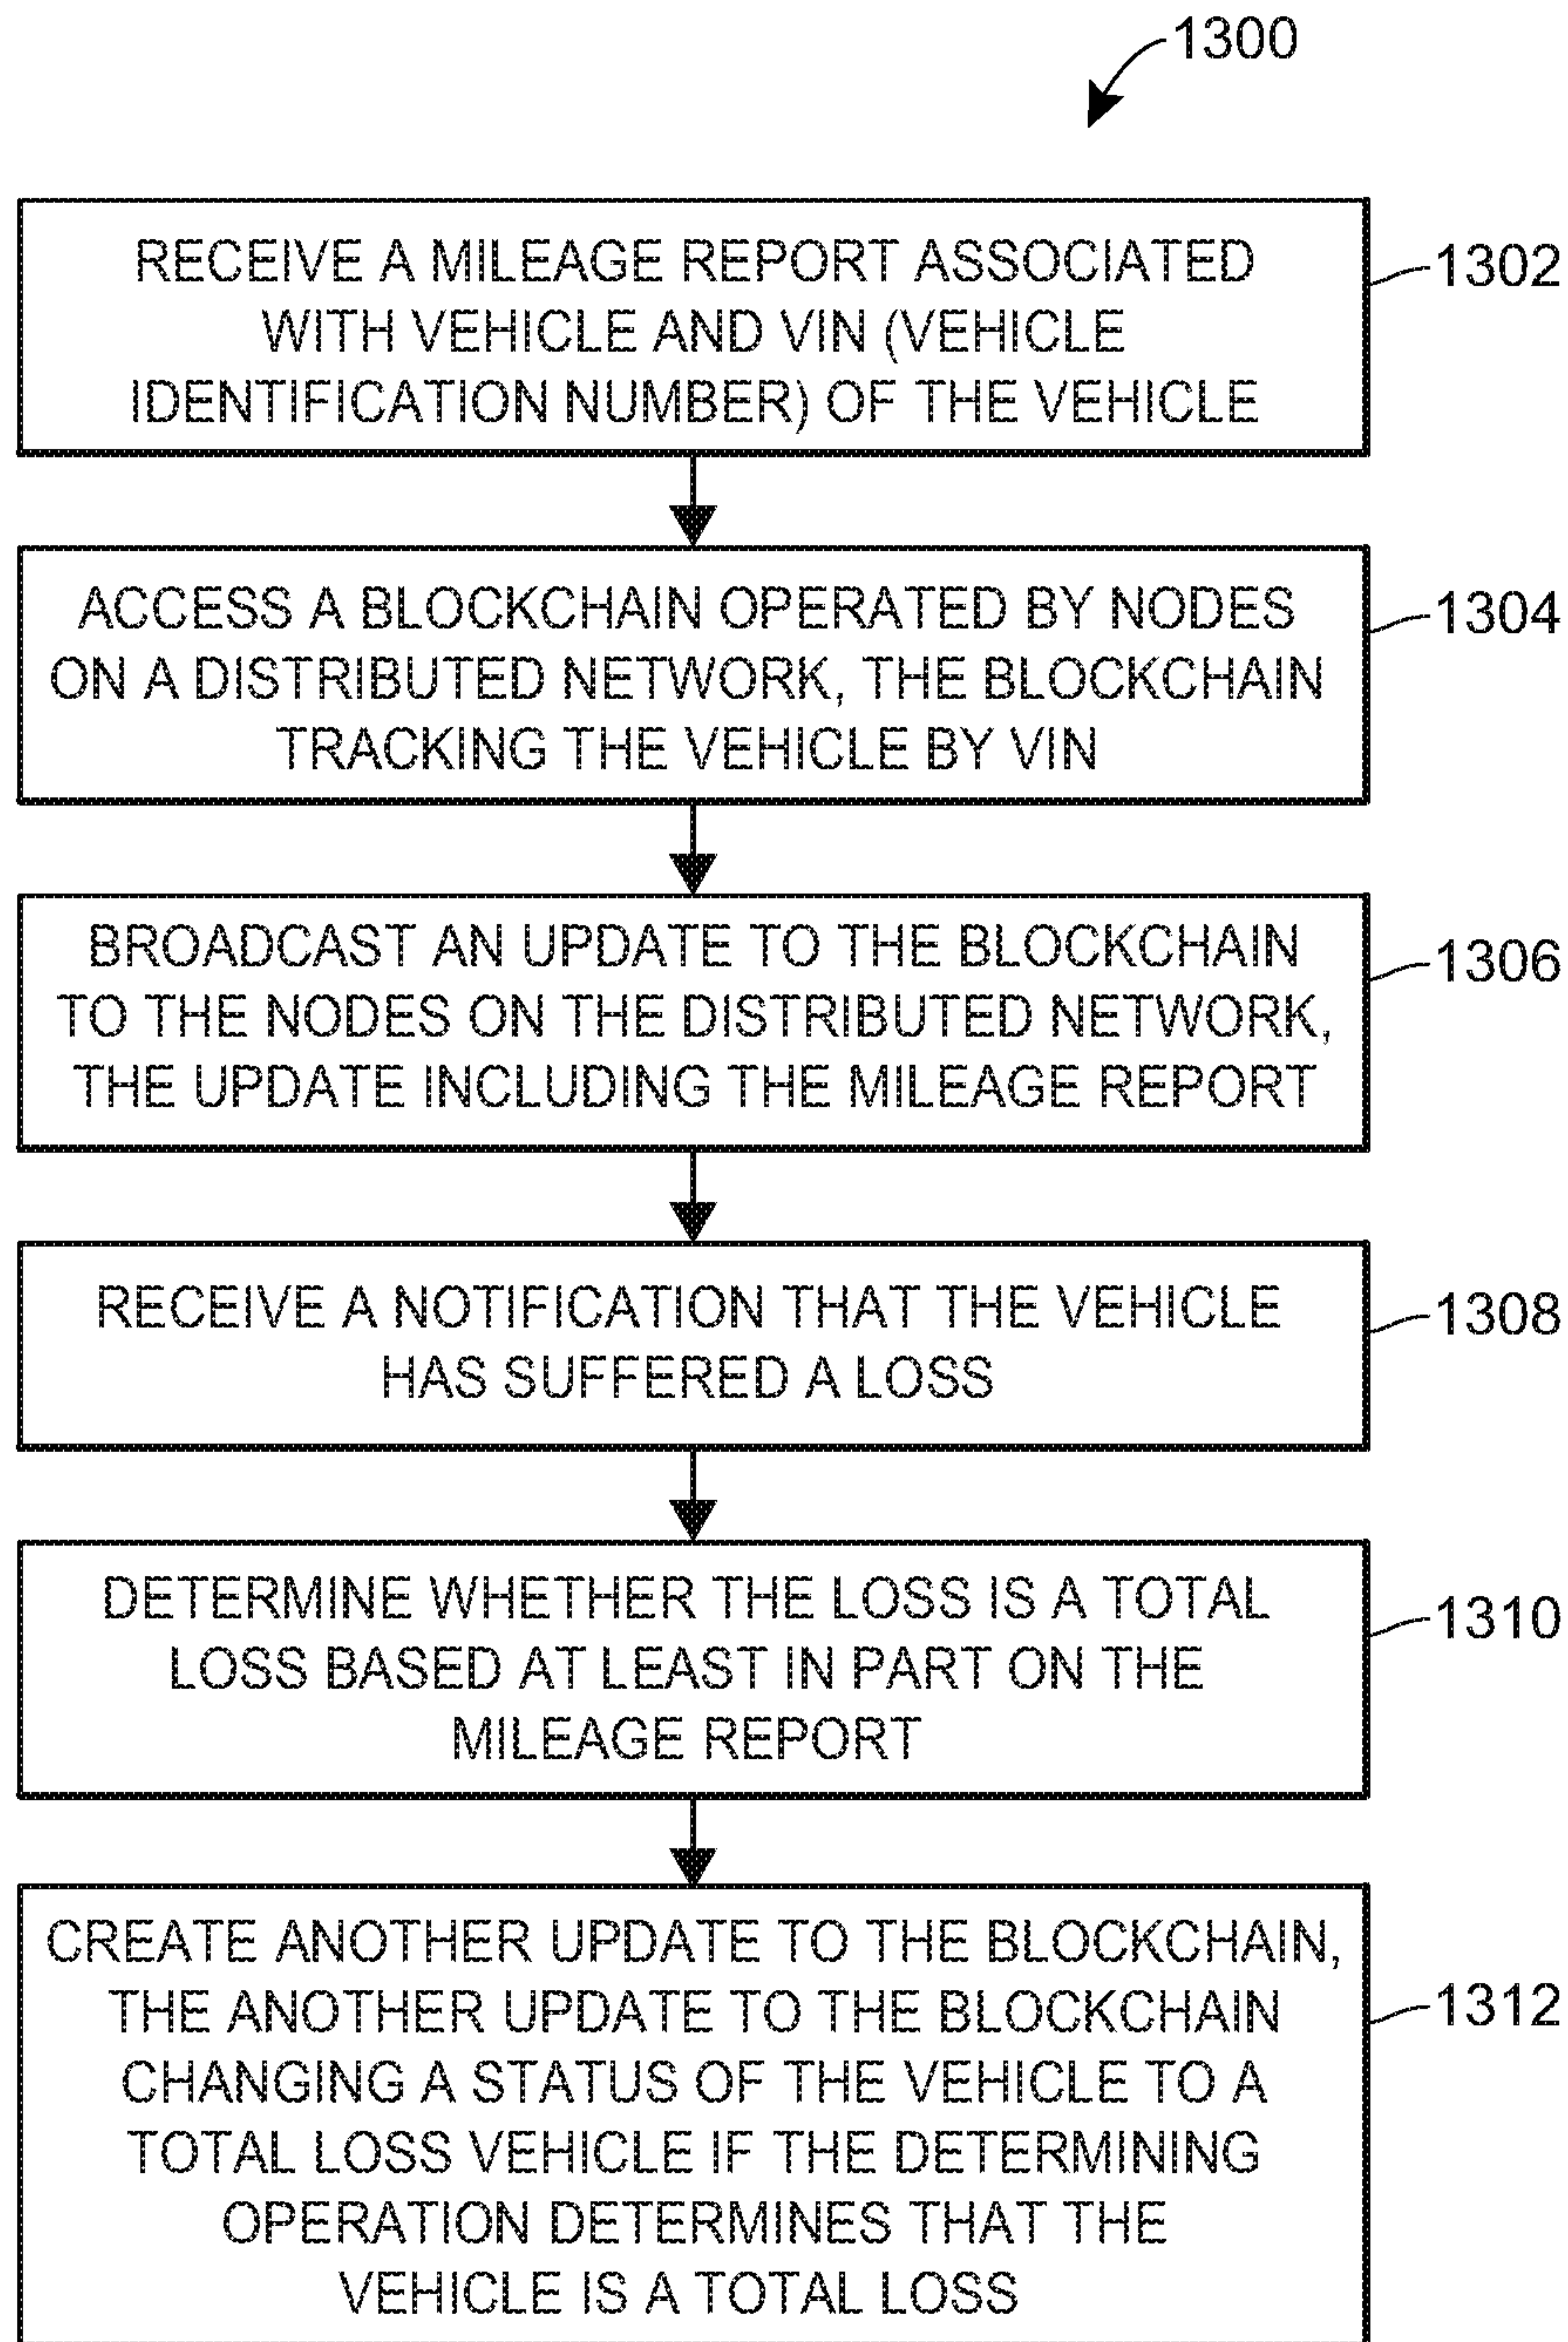 1300
RECEIVE A MILEAGE REPORT ASSOCIATED
WITH VEHICLE AND VIN (VEHICLE
IDENTIFICATION NUMBER) OF THE VEHICLE
1302
ACCESS A BLOCKCHAIN OPERATED BY NODES
ON A DISTRIBUTED NETWORK, THE BLOCKCHAIN
TRACKING THE VEHICLE BY VIN
1304
BROADCAST AN UPDATE TO THE BLOCKCHAIN
TO THE NODES ON THE DISTRIBUTED NETWORK,
THE UPDATE INCLUDING THE MILEAGE REPORT
1306
RECEIVE A NOTIFICATION THAT THE VEHICLE
HAS SUFFERED A LOSS
1308
DETERMINE WHETHER THE LOSS IS A TOTAL
LOSS BASED AT LEAST IN PART ON THE
MILEAGE REPORT
1310
CREATE ANOTHER UPDATE TO THE BLOCKCHAIN,
THE ANOTHER UPDATE TO THE BLOCKCHAIN
CHANGING A STATUS OF THE VEHICLE TO A
TOTAL LOSS VEHICLE IF THE DETERMINING
OPERATION DETERMINES THAT THE
VEHICLE IS A TOTAL LOSS
1312